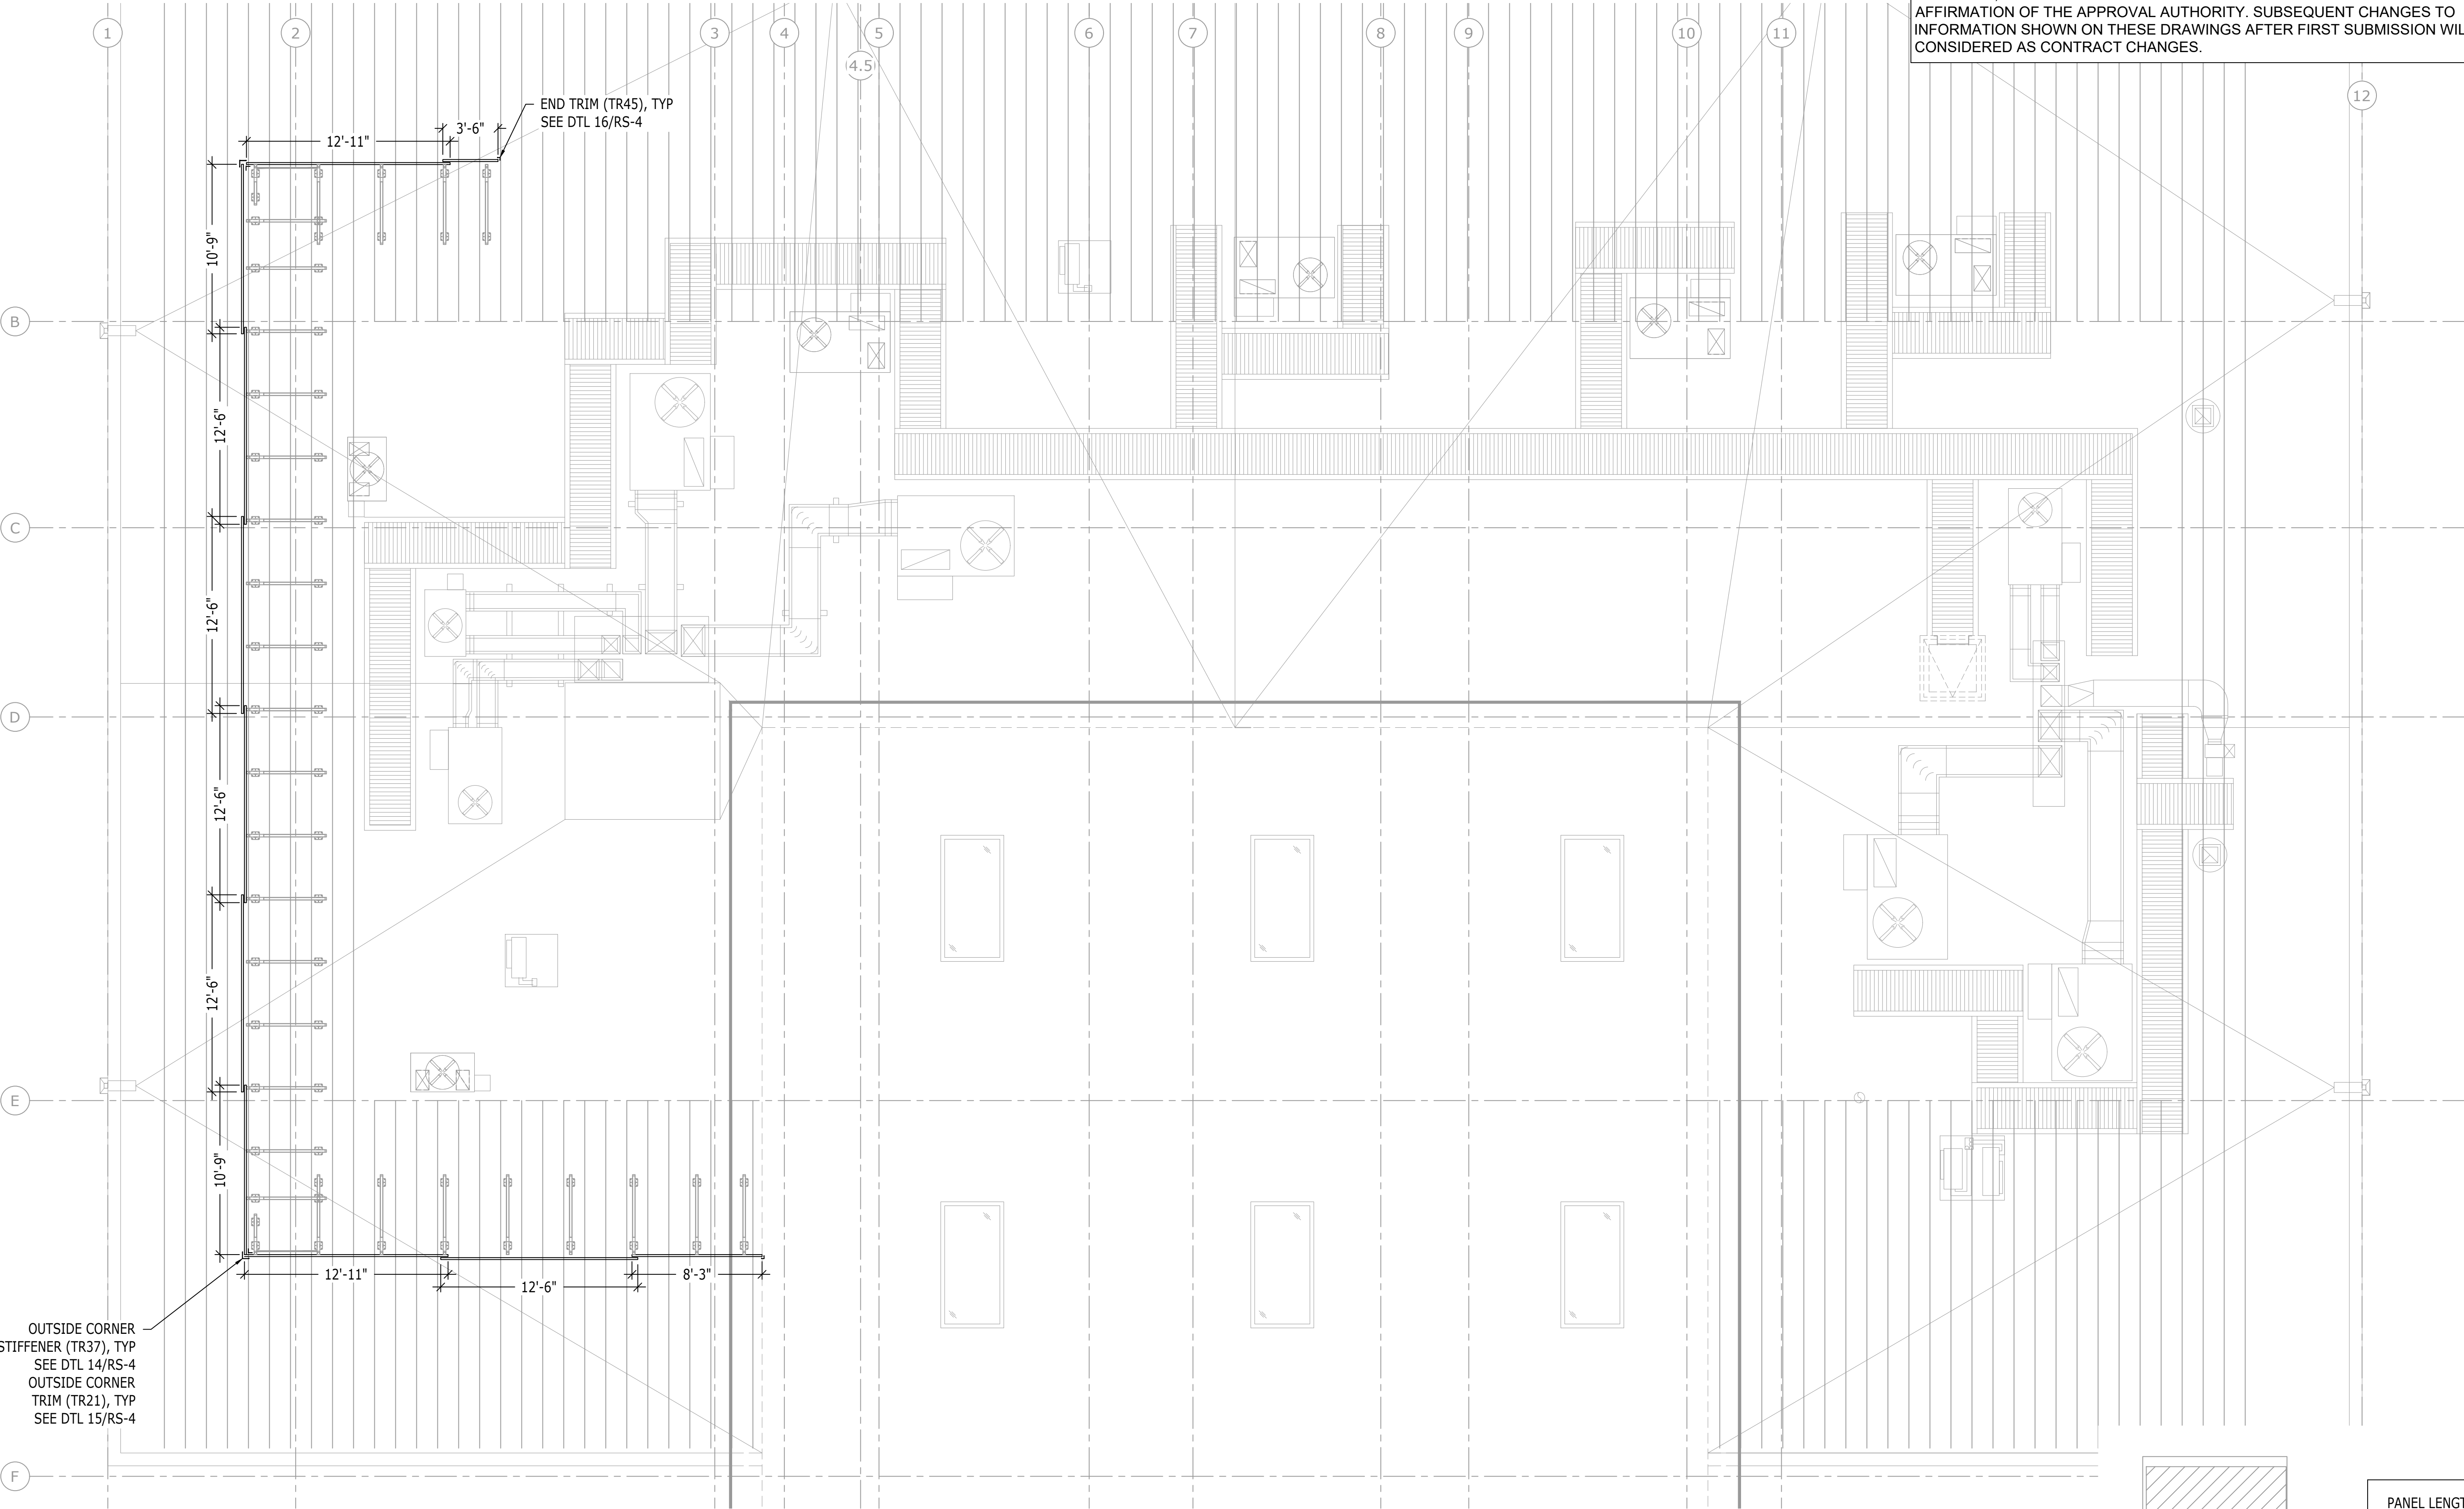 AFFIRMATION OF THE APPROVAL AUTHORITY. SUBSEQUENT CHANGES TO
INFORMATION SHOWN ON THESE DRAWINGS AFTER FIRST SUBMISSION
CONSIDERED AS CONTRACT CHANGES.
1
2
3
4
4.5
5
6
7
8
9
10
11
12
END TRIM (TR45), TYP
SEE DTL 16/RS-4
3'-6"
12'-11"
10'-9"
B
12'-6"
C
12'-6"
D
12'-6"
12'-6"
E
10'-9"
12'-11"
12'-6"
8'-3"
OUTSIDE CORNER
STIFFENER (TR37), TYP
SEE DTL 14/RS-4
OUTSIDE CORNER
TRIM (TR21), TYP
SEE DTL 15/RS-4
F
PANEL